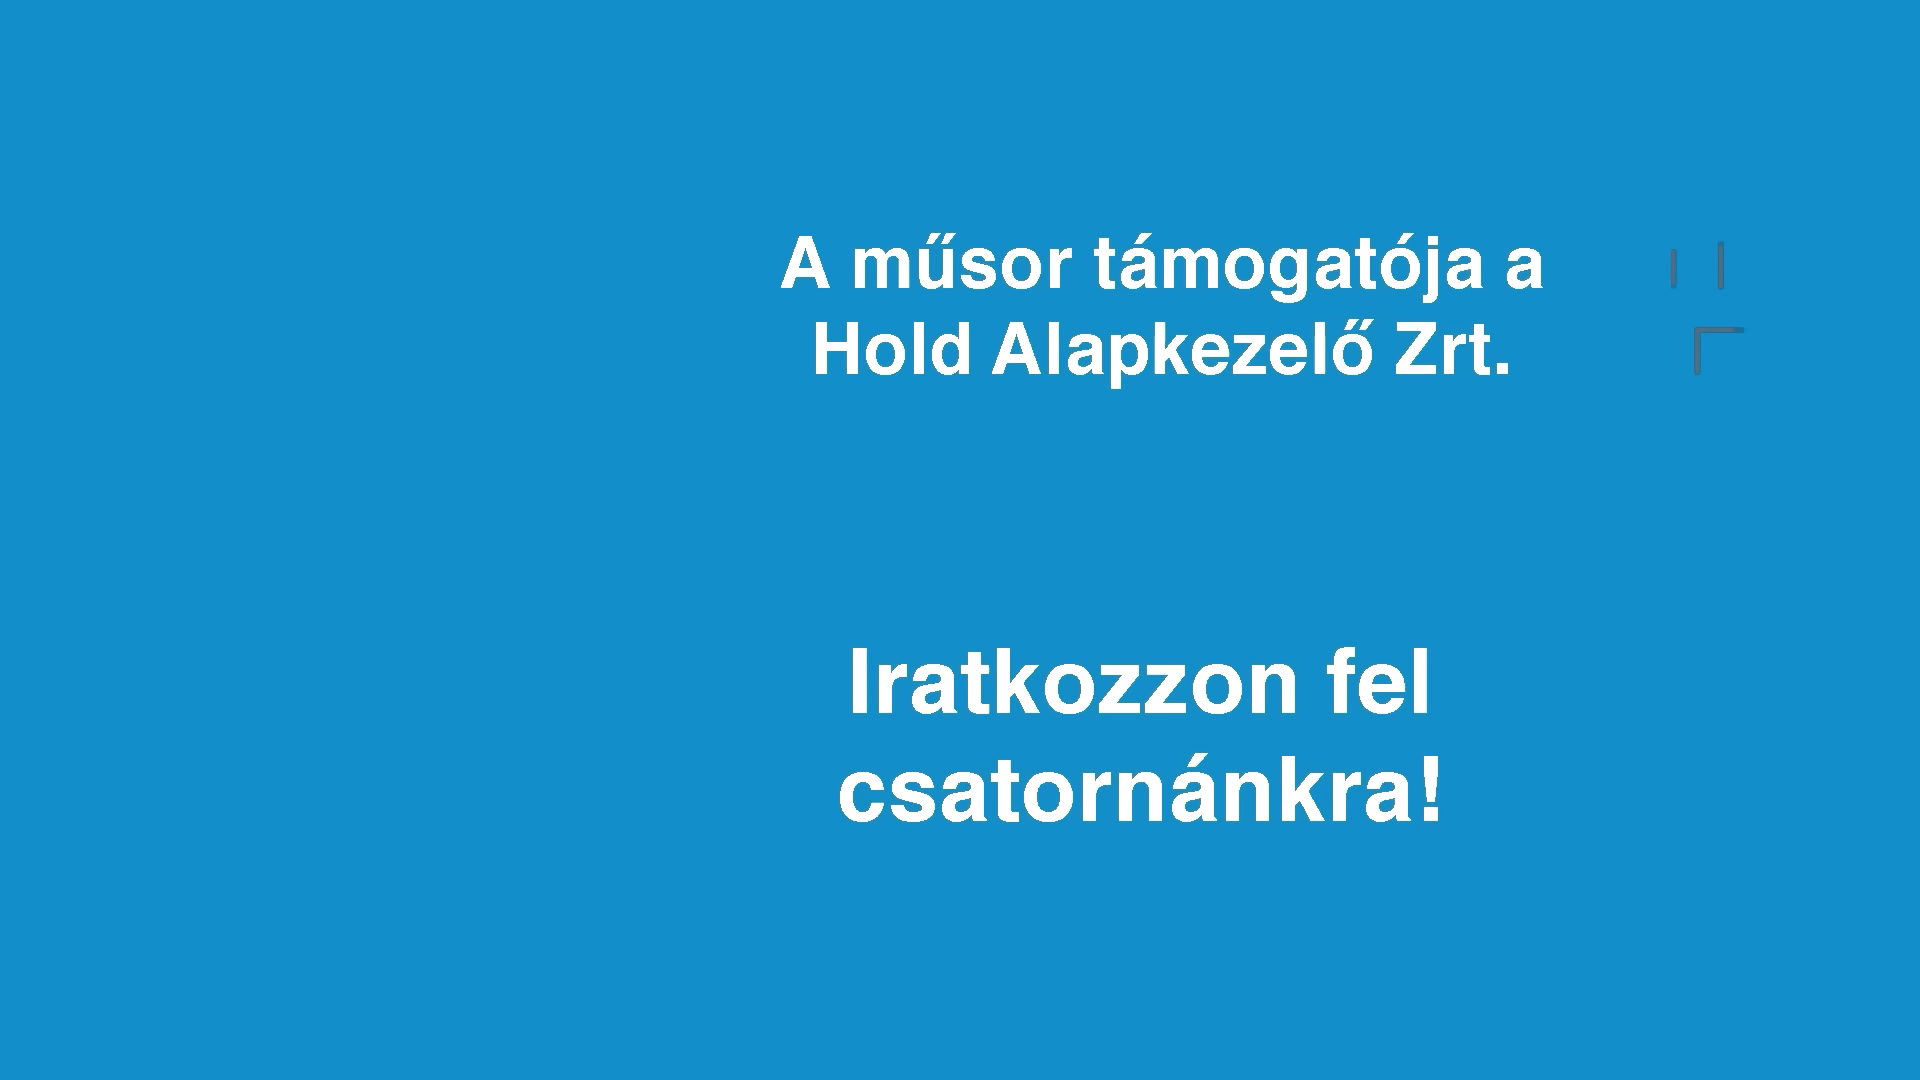 A műsor támogatója a
Hold Alapkezelő Zrt.
Iratkozzon fel
csatornánkra!